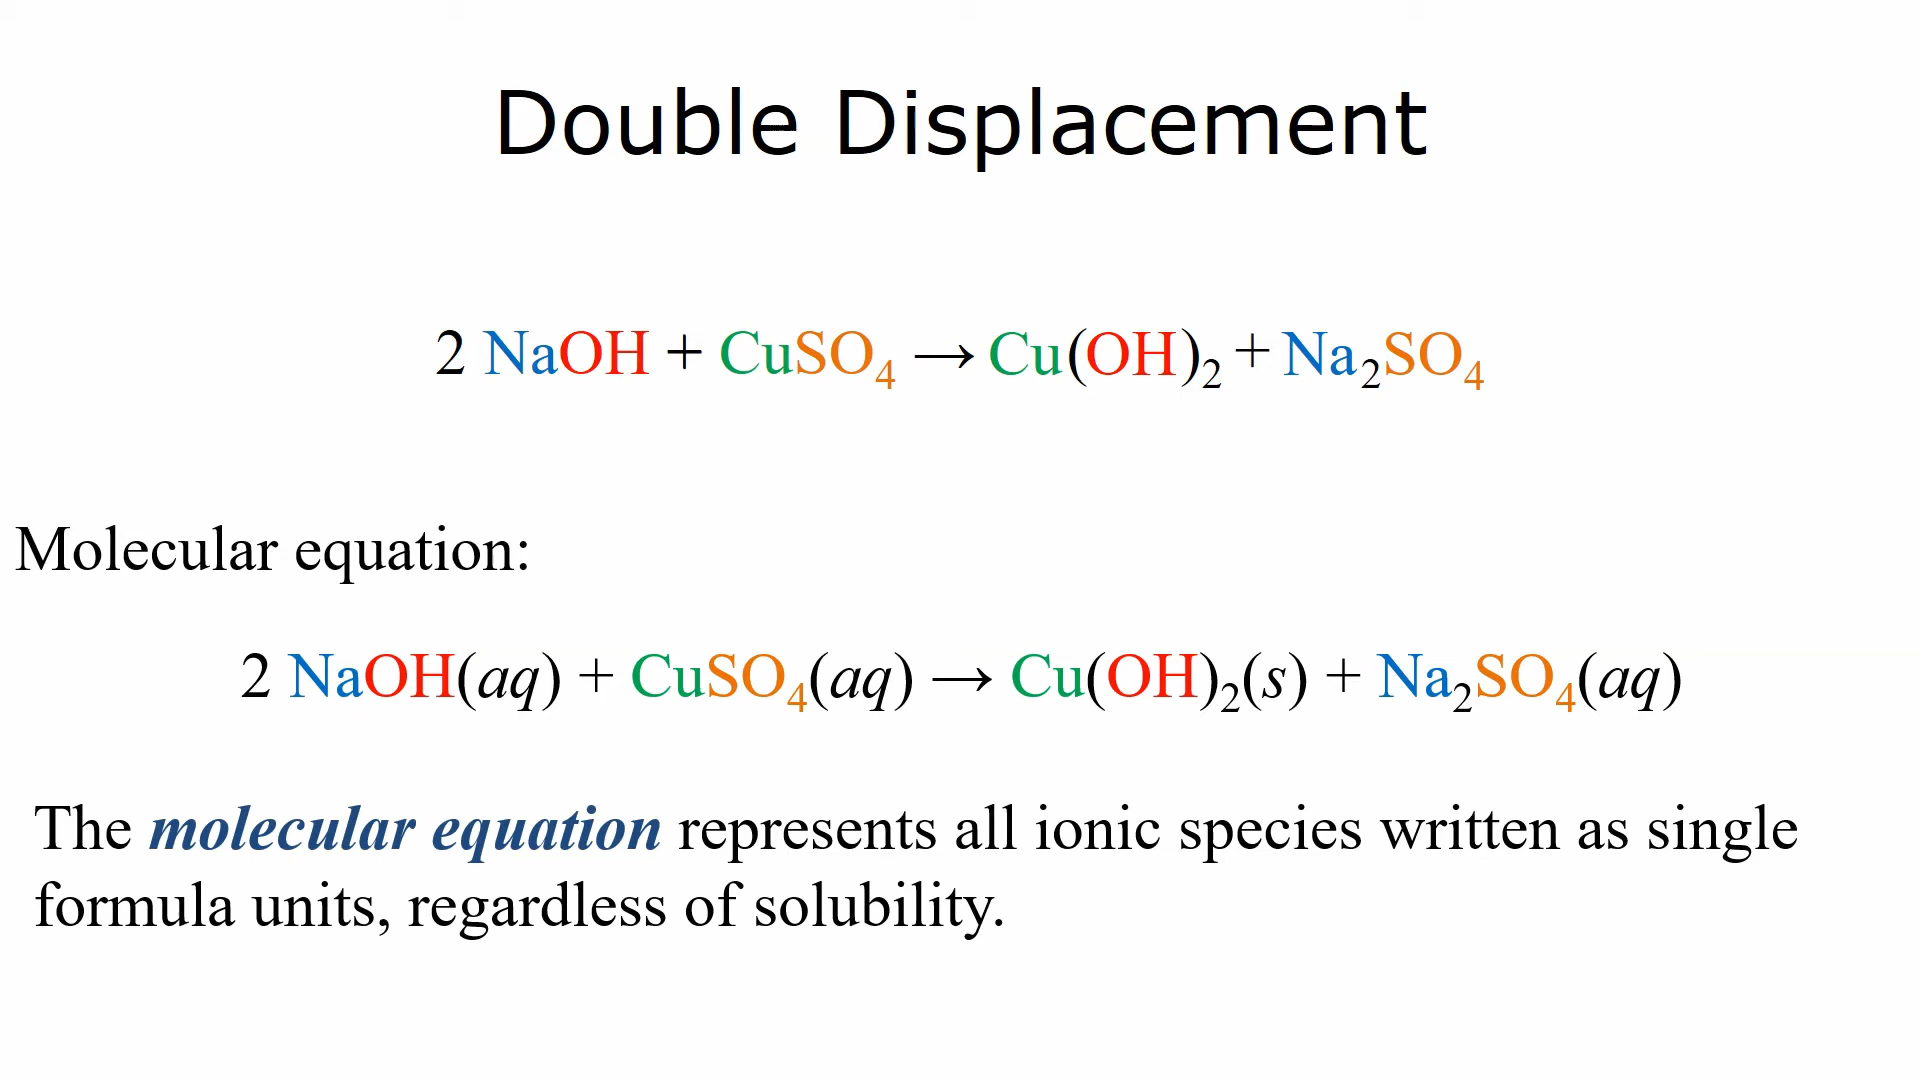 Double Displacement
2 NaOH + CuSO₄ → Cu(OH)₂ + Na₂SO₄
Molecular equation:
2 NaOH(aq) + CuSO₄(aq) → Cu(OH)₂(s) + Na₂SO₄(aq)
The molecular equation represents all ionic species written as single
formula units, regardless of solubility.